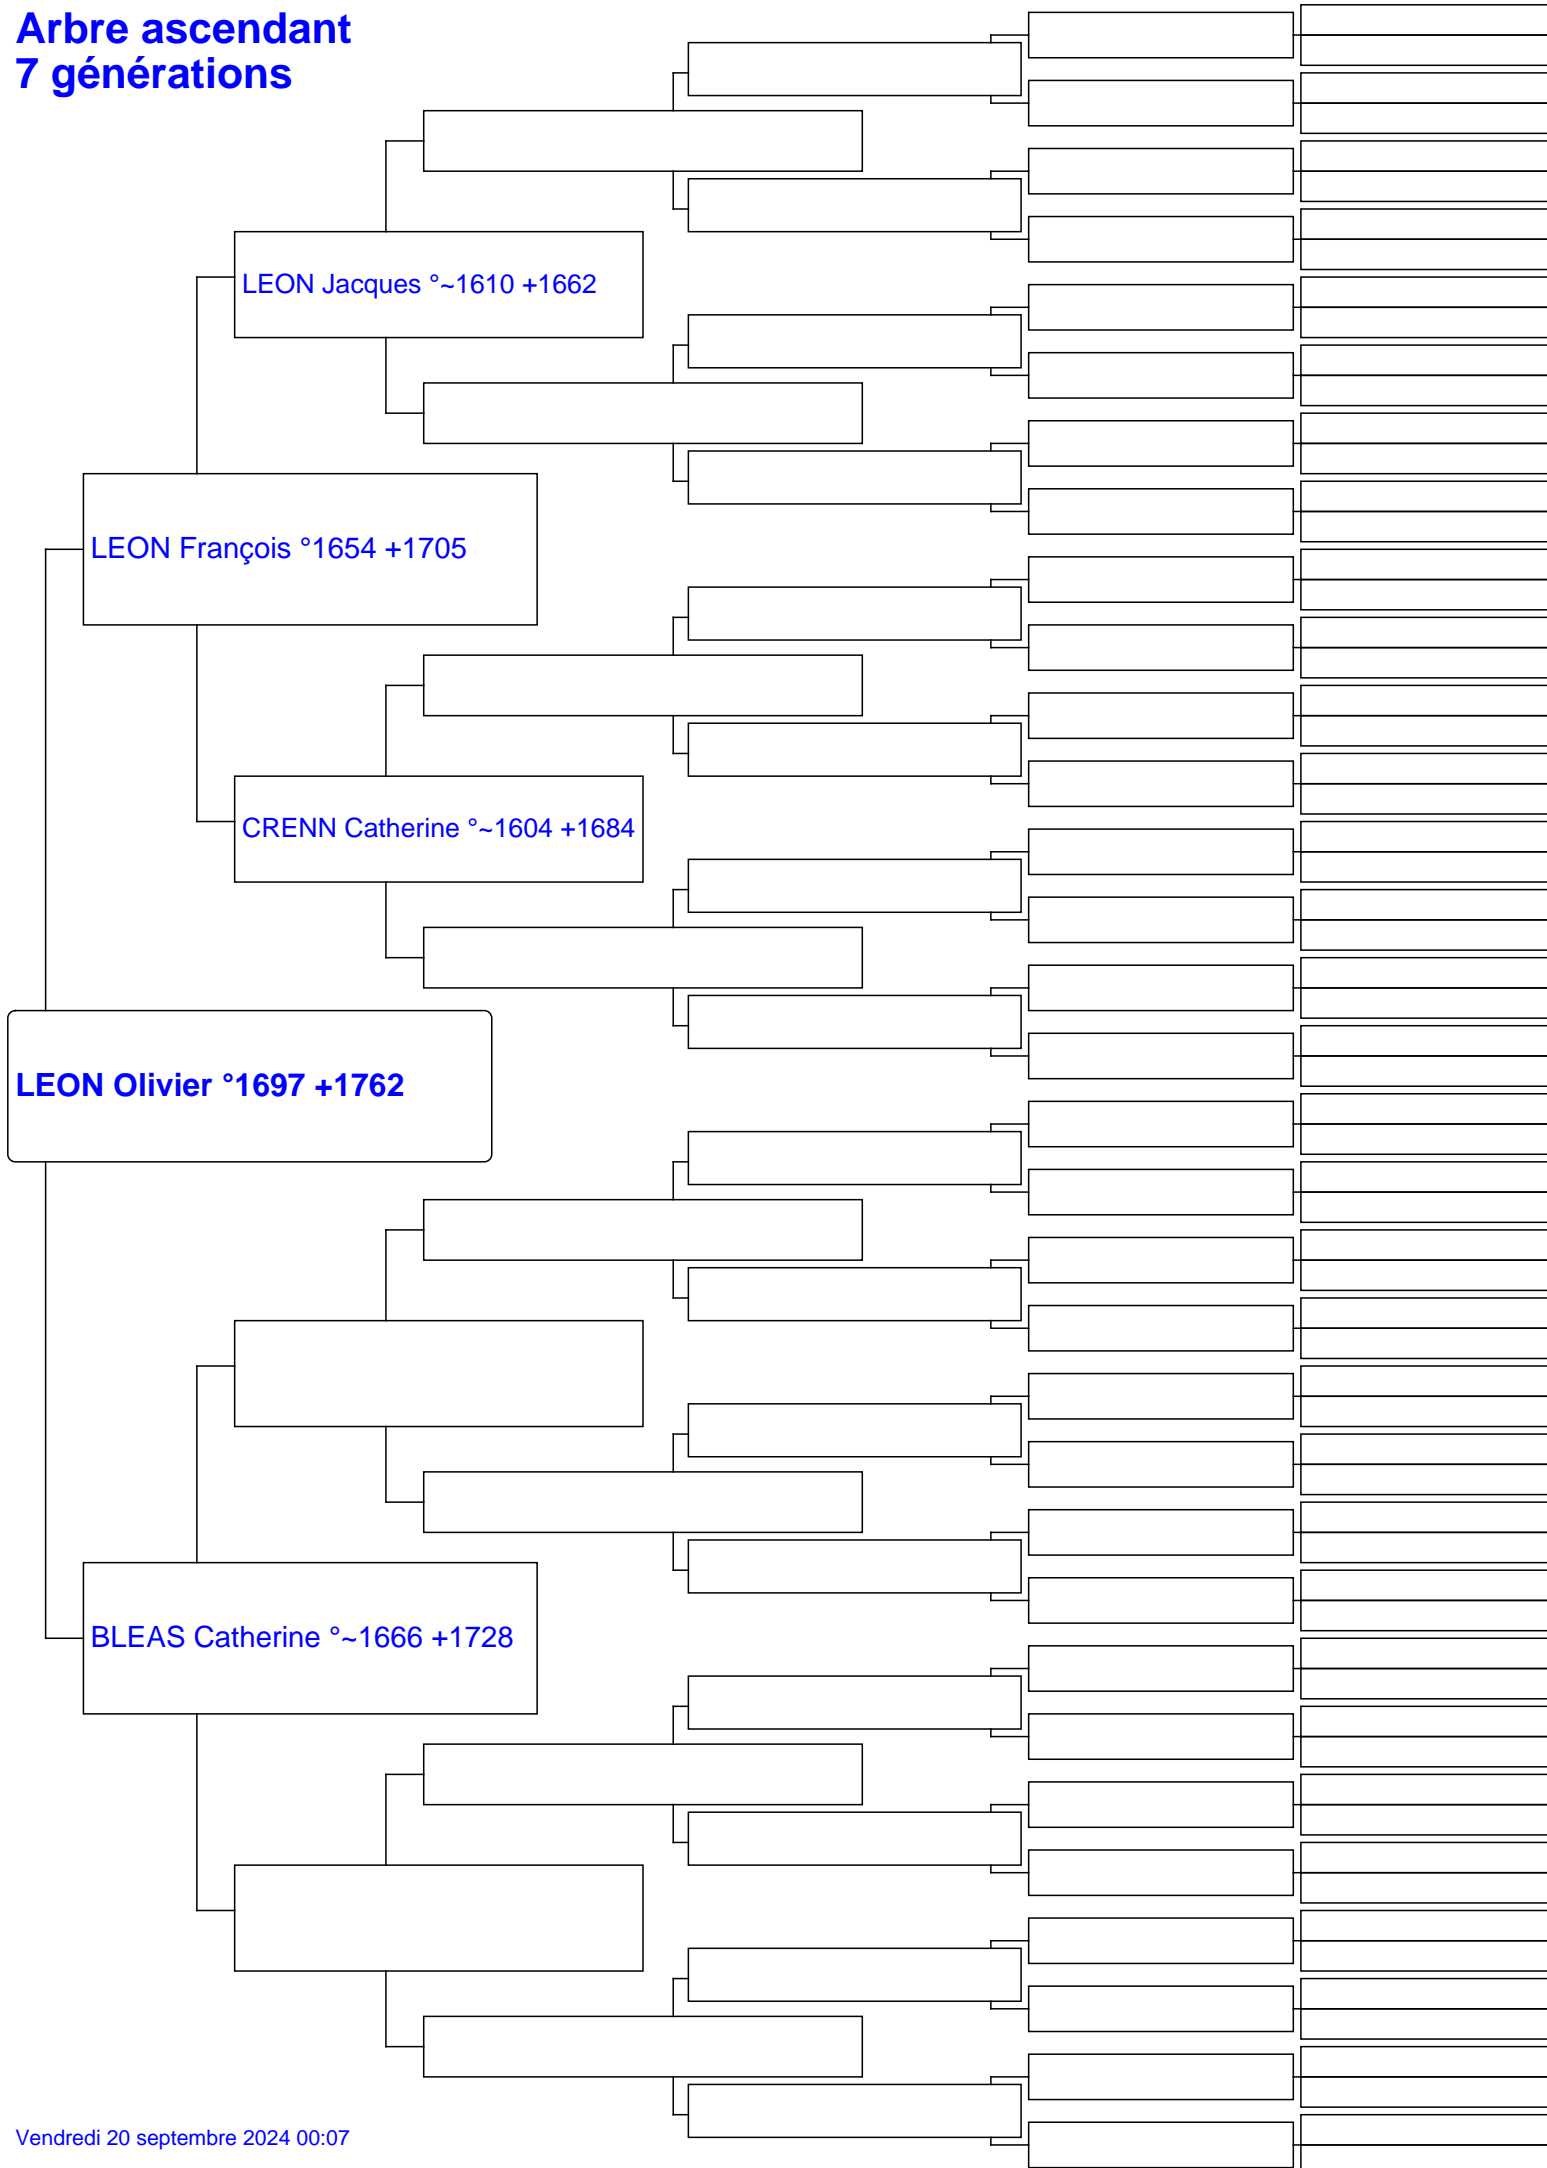 Arbre ascendant
7 générations
LEON Jacques °~1610 +1662
LEON François °1654 +1705
CRENN Catherine °~1604 +1684
LEON Olivier °1697 +1762
BLEAS Catherine °~1666 +1728
Vendredi 20 septembre 2024 00:07